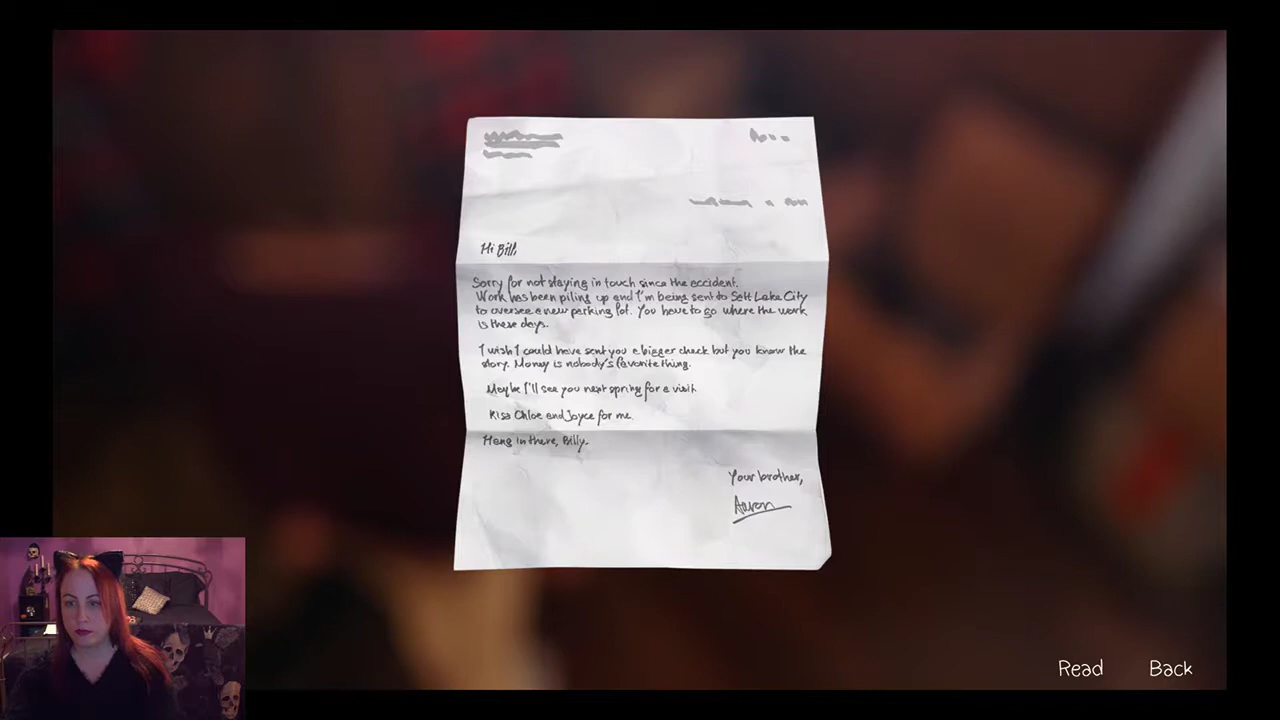 Hi Bill,
Sorry for not staying in touch since the accident.
Work has been piling up and I'm being sent to Salt Lake City
to oversee a new parking lot. You have to go where the work
is these days.
I wish I could have sent you a bigger check but you know the
story. Money is nobody's favorite thing.
Maybe I'll see you next spring for a visit.
Kiss Chloe and Joyce for me.
Hang in there, Billy.
Your brother,
Aaron
Read Back